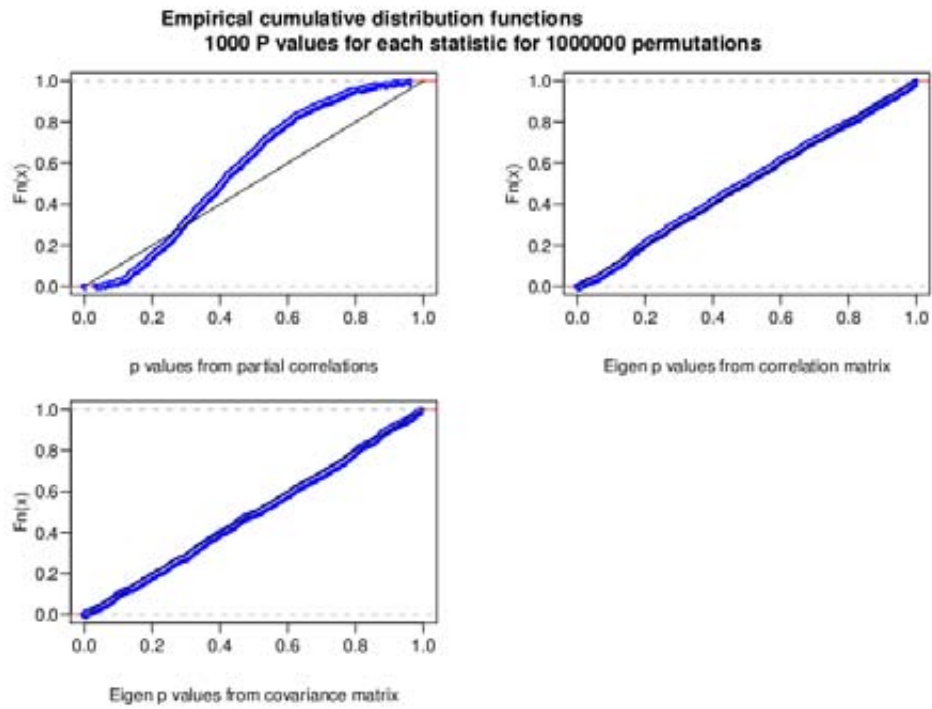 Empirical cumulative distribution functions
1000 P values for each statistic for 1000000 permutations
Fn(x)
1.0
0.8
0.6
0.4
0.2
0.0
0.0 0.2 0.4 0.6 0.8 1.0
p values from partial correlations
Fn(x)
1.0
0.8
0.6
0.4
0.2
0.0
0.0 0.2 0.4 0.6 0.8 1.0
Eigen p values from correlation matrix
Fn(x)
1.0
0.8
0.6
0.4
0.2
0.0
0.0 0.2 0.4 0.6 0.8 1.0
Eigen p values from covariance matrix